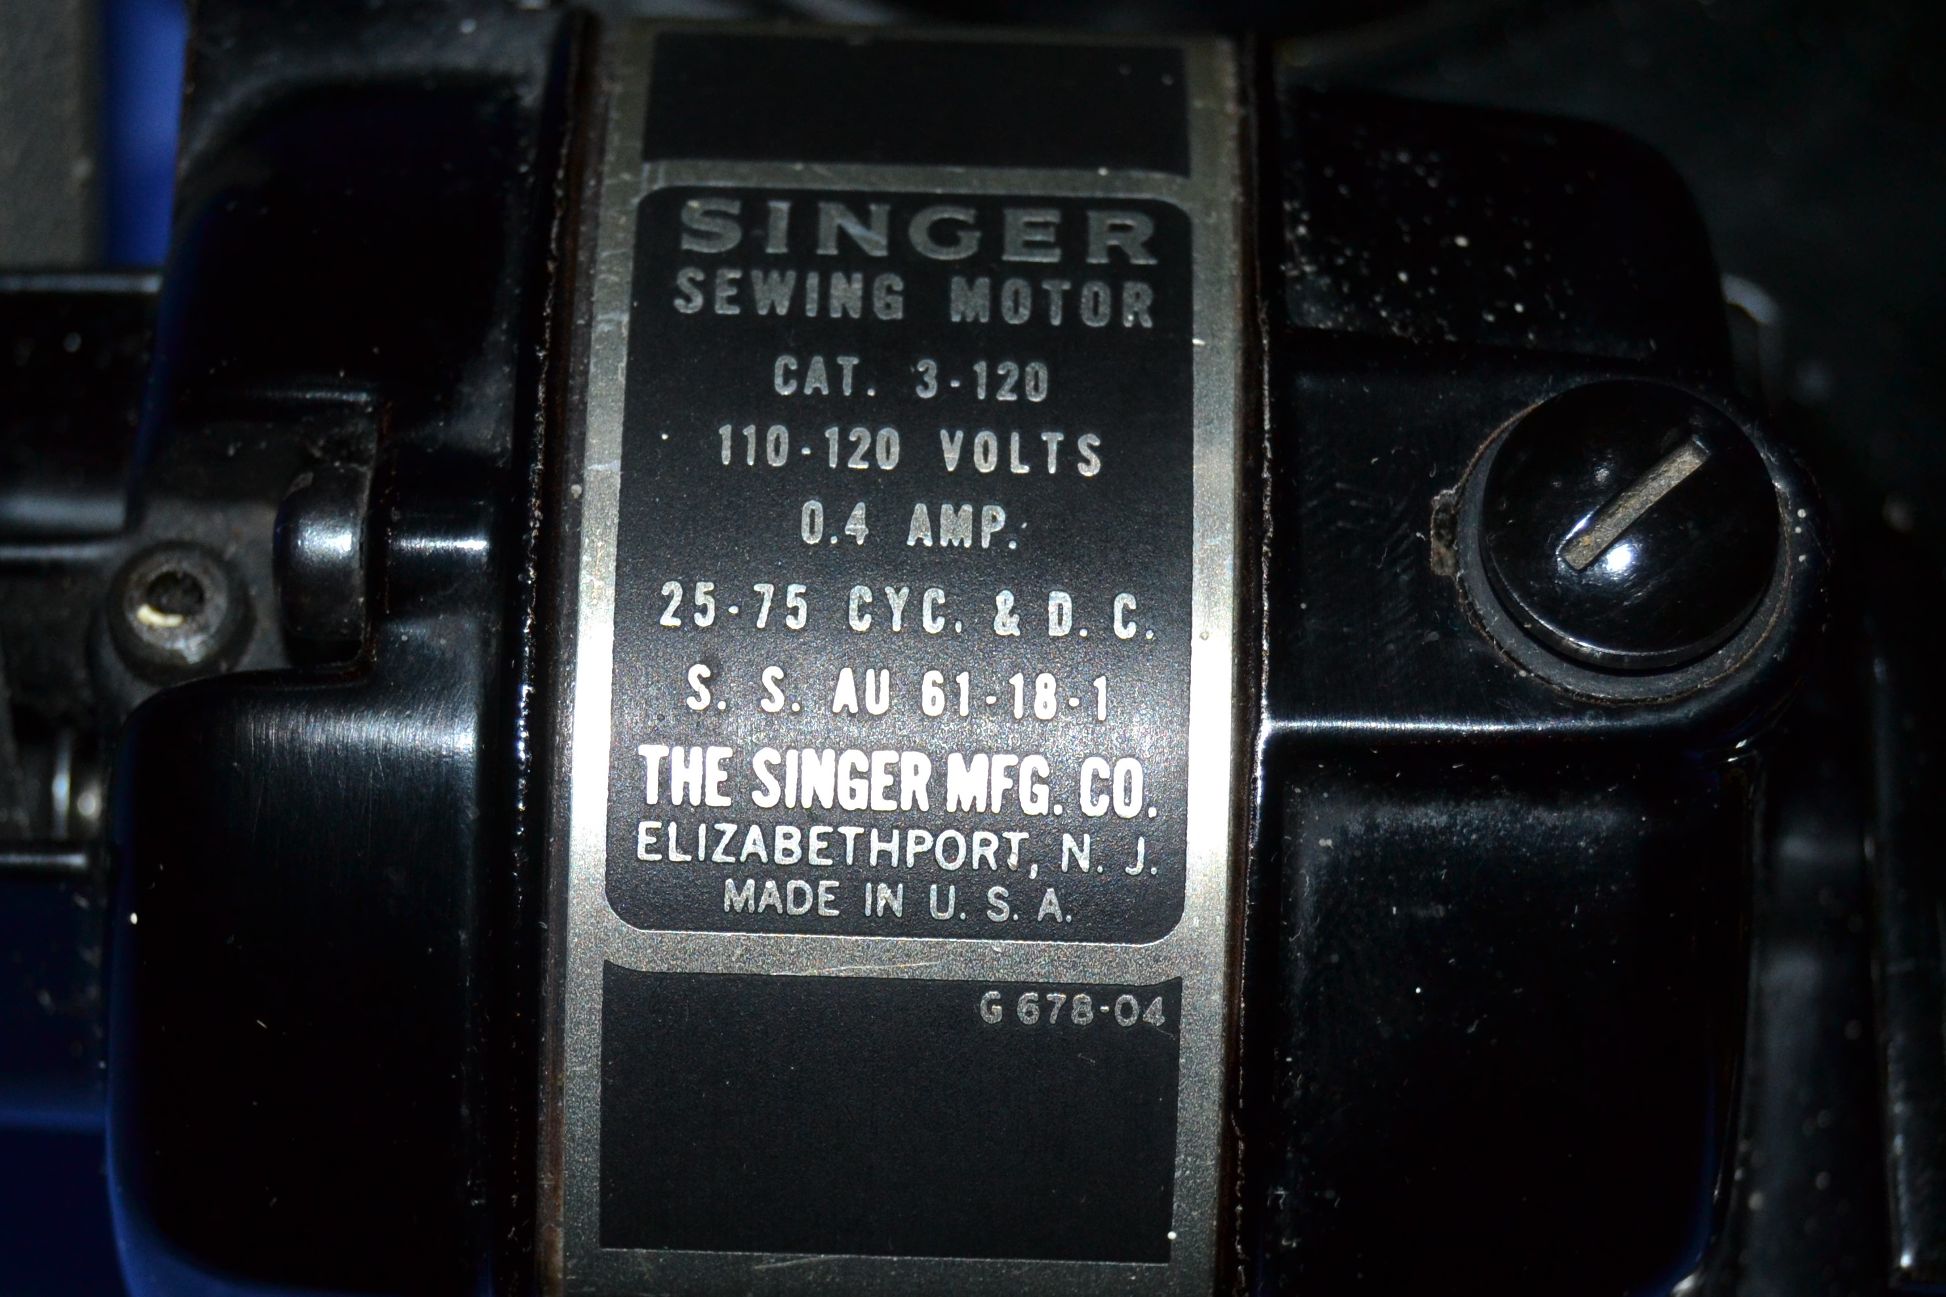 SINGER
SEWING MOTOR
CAT. 3-120
110-120 VOLTS
0.4 AMP.
25-75 CYC. & D. C.
S. S. AU 61-18-1
THE SINGER MFG. CO.
ELIZABETHPORT, N. J.
MADE IN U. S. A.
G 678-04